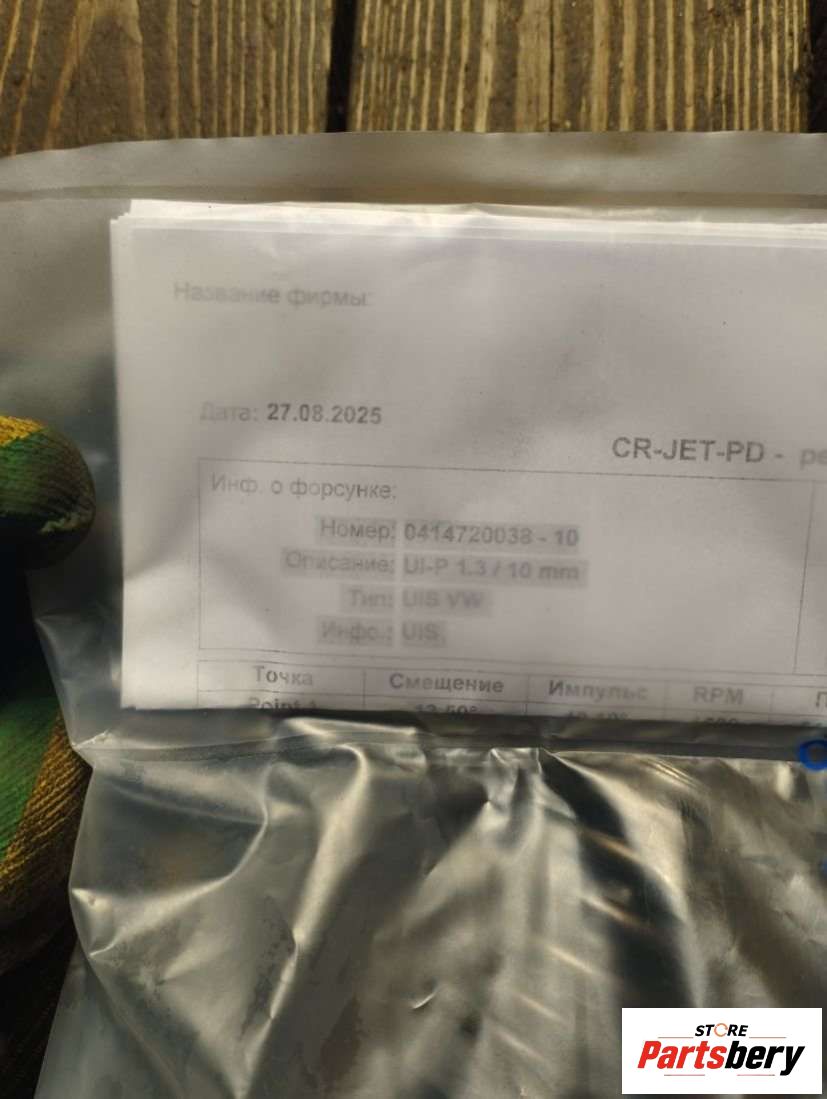 Название фирмы:
Дата: 27.08.2025
CR-JET-PD -
Инф. о форсунке:
Номер: 0414720038 - 10
Описание: UI-P 1.3 / 10 mm
Тип: UIS VW
Инфо.: UIS
Точка Смещение Импульс RPM
Point
STORE
Partsbery